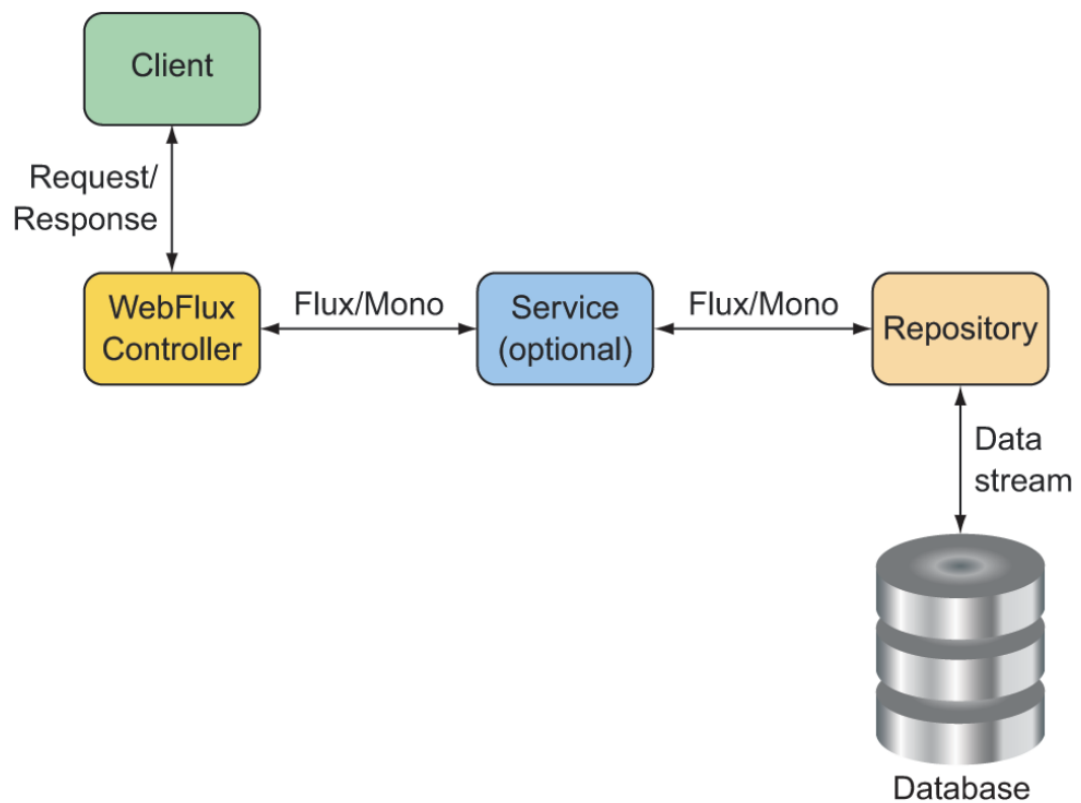 Client
Request/
Response
WebFlux
Controller
Flux/Mono
Service
(optional)
Flux/Mono
Repository
Data
stream
Database